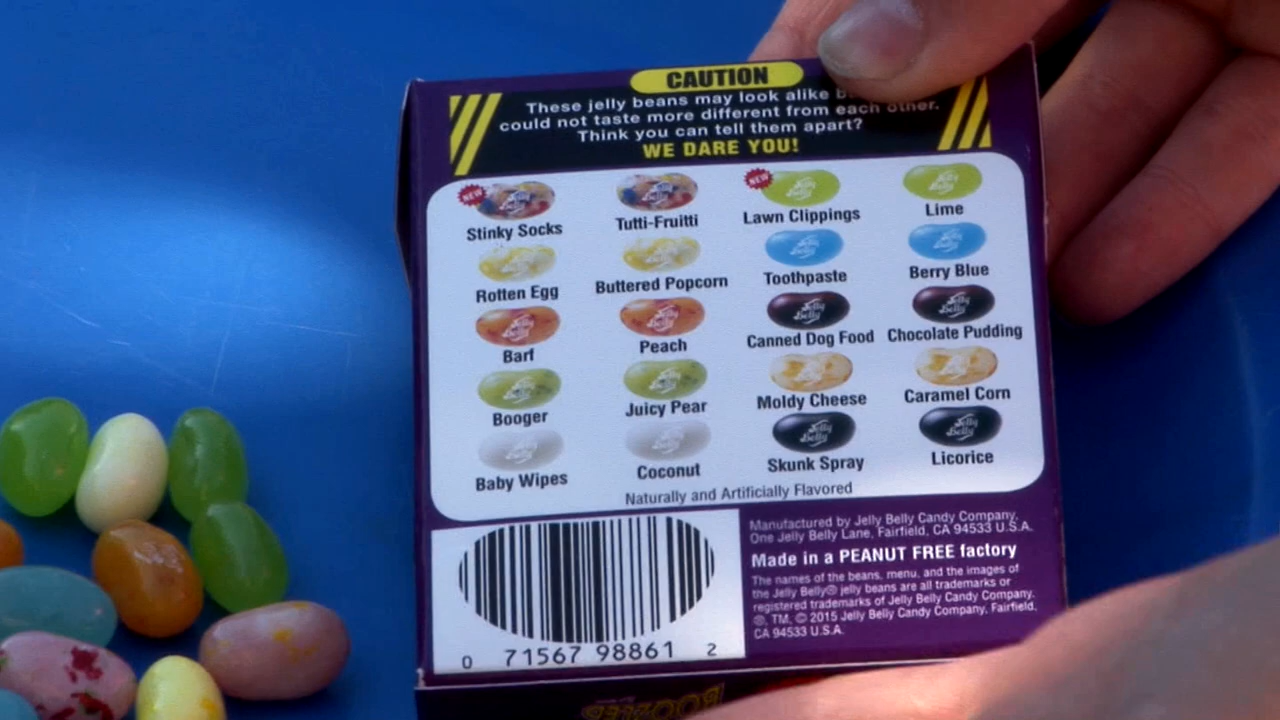 CAUTION
These jelly beans may look alike
could not taste more different from each other.
Think you can tell them apart?
WE DARE YOU!
NEW NEW
Stinky Socks Tutti-Fruitti Lawn Clippings Lime
Rotten Egg Buttered Popcorn Toothpaste Berry Blue
Barf Peach Canned Dog Food Chocolate Pudding
Booger Juicy Pear Moldy Cheese Caramel Corn
Baby Wipes Coconut Skunk Spray Licorice
Naturally and Artificially Flavored
Manufactured by Jelly Belly Candy Company,
One Jelly Belly Lane, Fairfield, CA 94533 U.S.A.
Made in a PEANUT FREE factory
The names of the beans, menu, and the images of
the Jelly Belly® jelly beans are all trademarks or
registered trademarks of Jelly Belly Candy Company.
®, TM, © 2015 Jelly Belly Candy Company, Fairfield,
CA 94533 U.S.A.
0 71567 98861 2